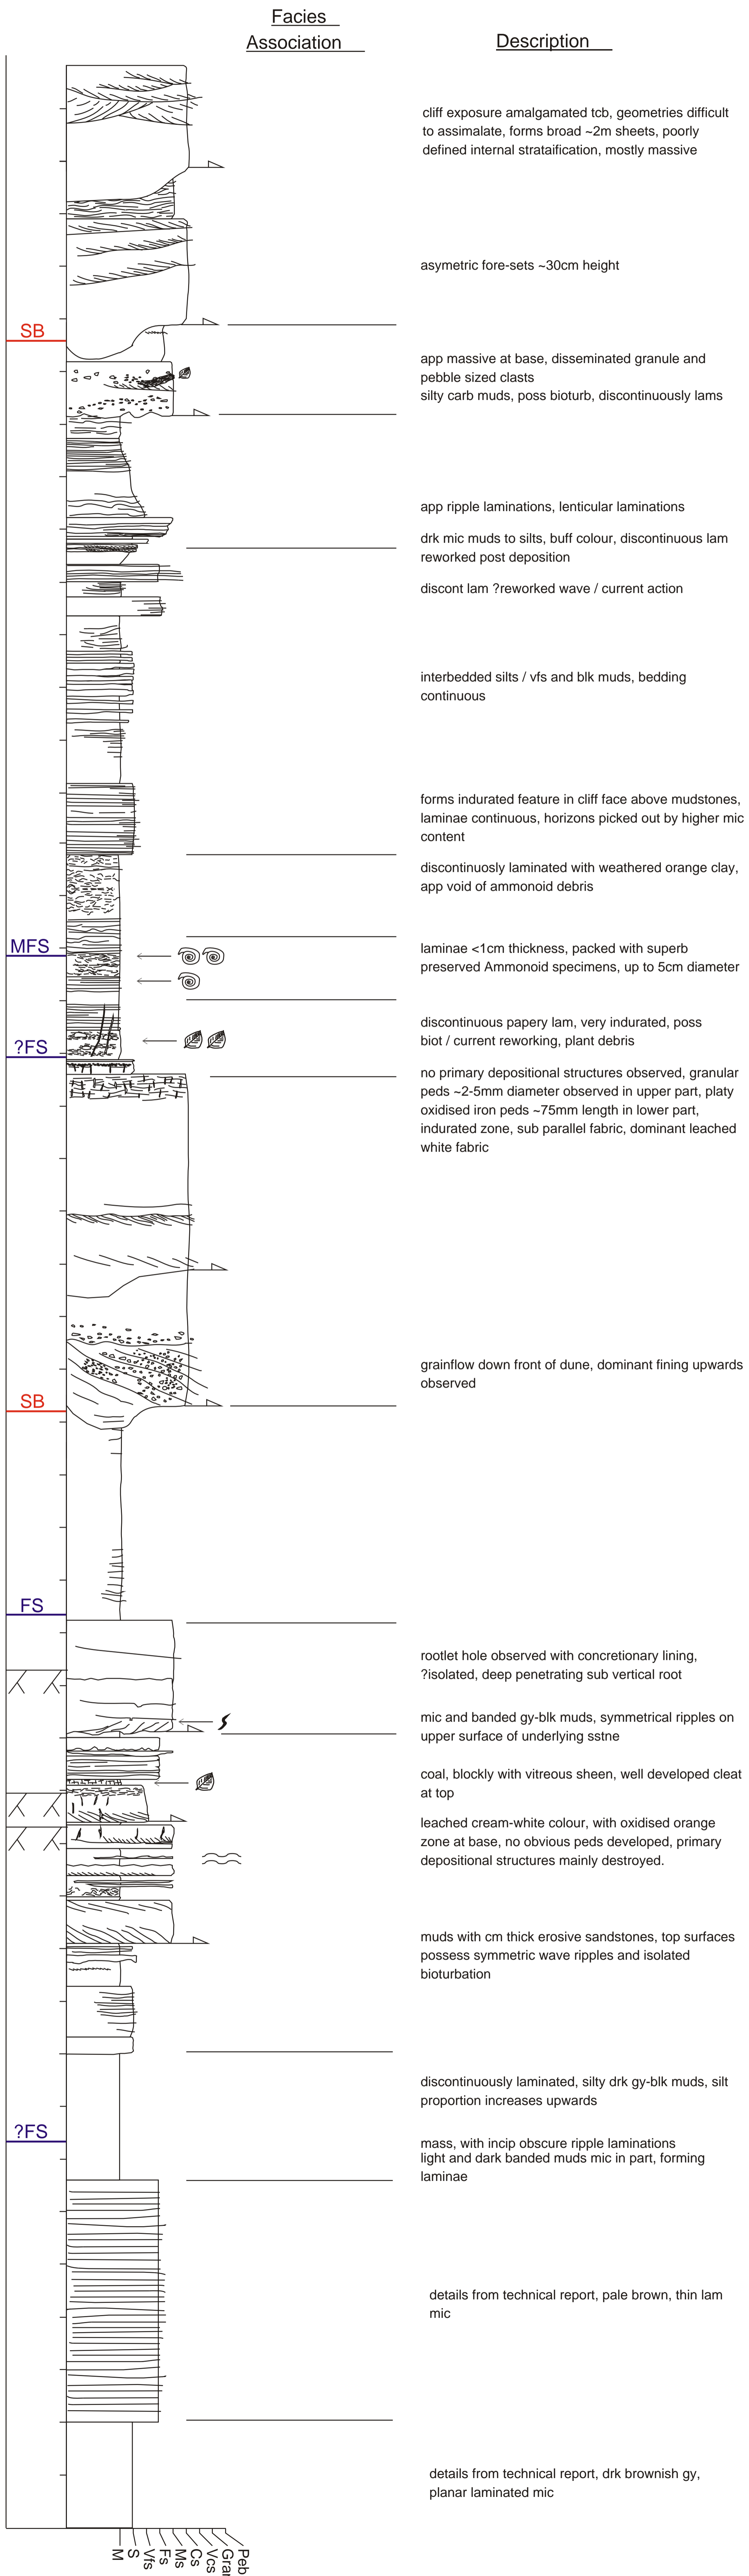 Facies
Association
Description
cliff exposure amalgamated tcb, geometries difficult
to assimalate, forms broad ~2m sheets, poorly
defined internal strataification, mostly massive
asymetric fore-sets ~30cm height
SB
app massive at base, disseminated granule and
pebble sized clasts
silty carb muds, poss bioturb, discontinuously lams
app ripple laminations, lenticular laminations
drk mic muds to silts, buff colour, discontinuous lam
reworked post deposition
discont lam ?reworked wave / current action
interbedded silts / vfs and blk muds, bedding
continuous
forms indurated feature in cliff face above mudstones,
laminae continuous, horizons picked out by higher mic
content
discontinuosly laminated with weathered orange clay,
app void of ammonoid debris
MFS
laminae <1cm thickness, packed with superb
preserved Ammonoid specimens, up to 5cm diameter
discontinuous papery lam, very indurated, poss
biot / current reworking, plant debris
?FS
no primary depositional structures observed, granular
peds ~2-5mm diameter observed in upper part, platy
oxidised iron peds ~75mm length in lower part,
indurated zone, sub parallel fabric, dominant leached
white fabric
grainflow down front of dune, dominant fining upwards
observed
SB
FS
rootlet hole observed with concretionary lining,
?isolated, deep penetrating sub vertical root
mic and banded gy-blk muds, symmetrical ripples on
upper surface of underlying sstne
coal, blockly with vitreous sheen, well developed cleat
at top
leached cream-white colour, with oxidised orange
zone at base, no obvious peds developed, primary
depositional structures mainly destroyed.
muds with cm thick erosive sandstones, top surfaces
possess symmetric wave ripples and isolated
bioturbation
discontinuously laminated, silty drk gy-blk muds, silt
proportion increases upwards
?FS
mass, with incip obscure ripple laminations
light and dark banded muds mic in part, forming
laminae
details from technical report, pale brown, thin lam
mic
details from technical report, drk brownish gy,
planar laminated mic
M
S
Vfs
Fs
Ms
Cs
Vcs
Gran
Peb